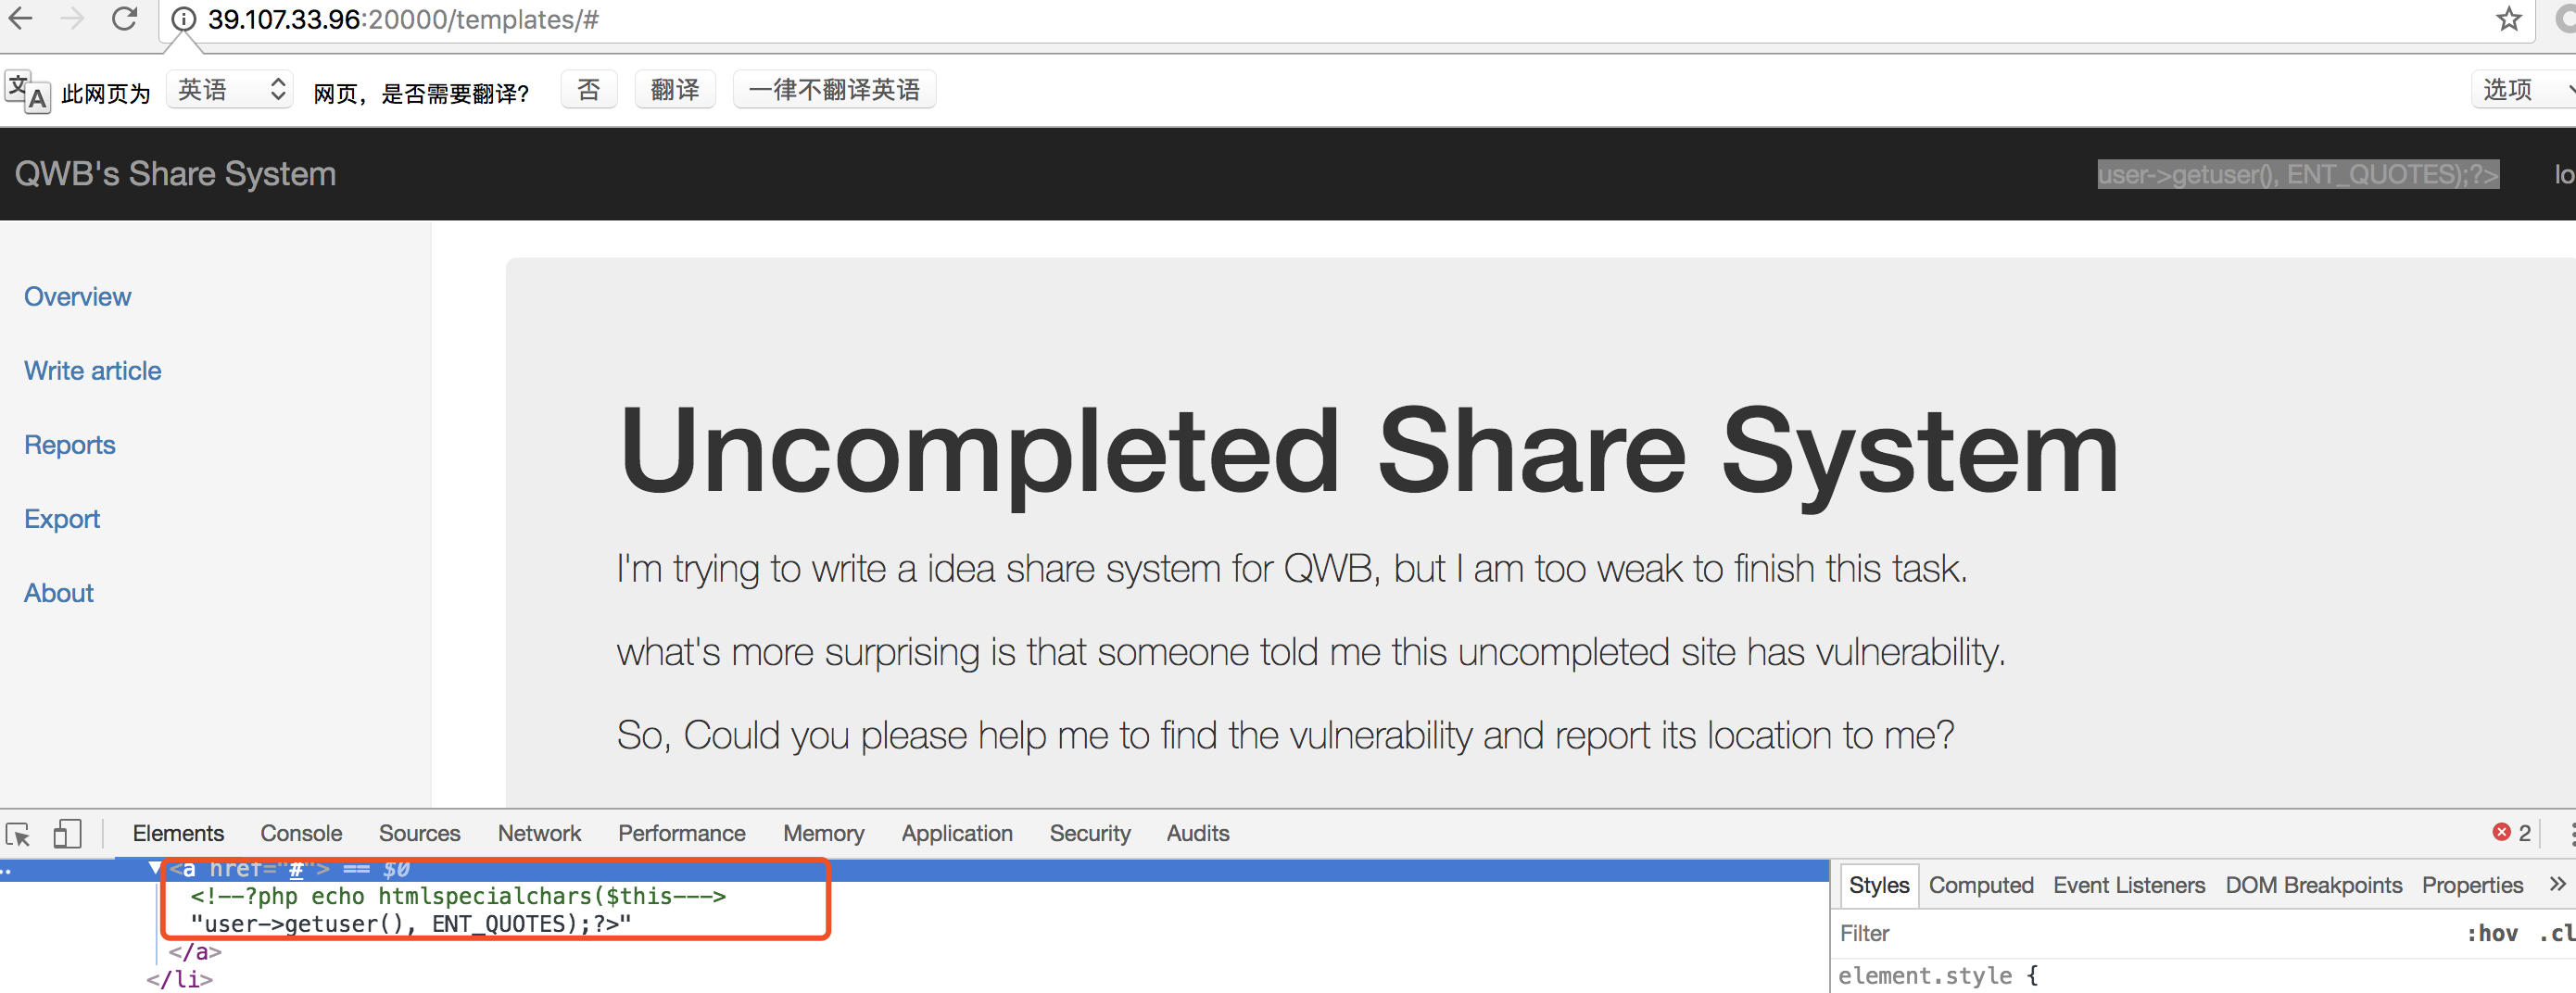 39.107.33.96:20000/templates/#
文 A 此网页为 英语 网页，是否需要翻译? 否 翻译 一律不翻译英语 选项
QWB's Share System user->getuser(), ENT_QUOTES);?> lo
Overview
Write article
Reports
Export
About
Uncompleted Share System
I'm trying to write a idea share system for QWB, but I am too weak to finish this task.
what's more surprising is that someone told me this uncompleted site has vulnerability.
So, Could you please help me to find the vulnerability and report its location to me?
Elements Console Sources Network Performance Memory Application Security Audits 2
<a href="#"> == $0
<!--?php echo htmlspecialchars($this--->
"user->getuser(), ENT_QUOTES);?>"
</a>
</li>
Styles Computed Event Listeners DOM Breakpoints Properties »
Filter :hov .cl
element.style {